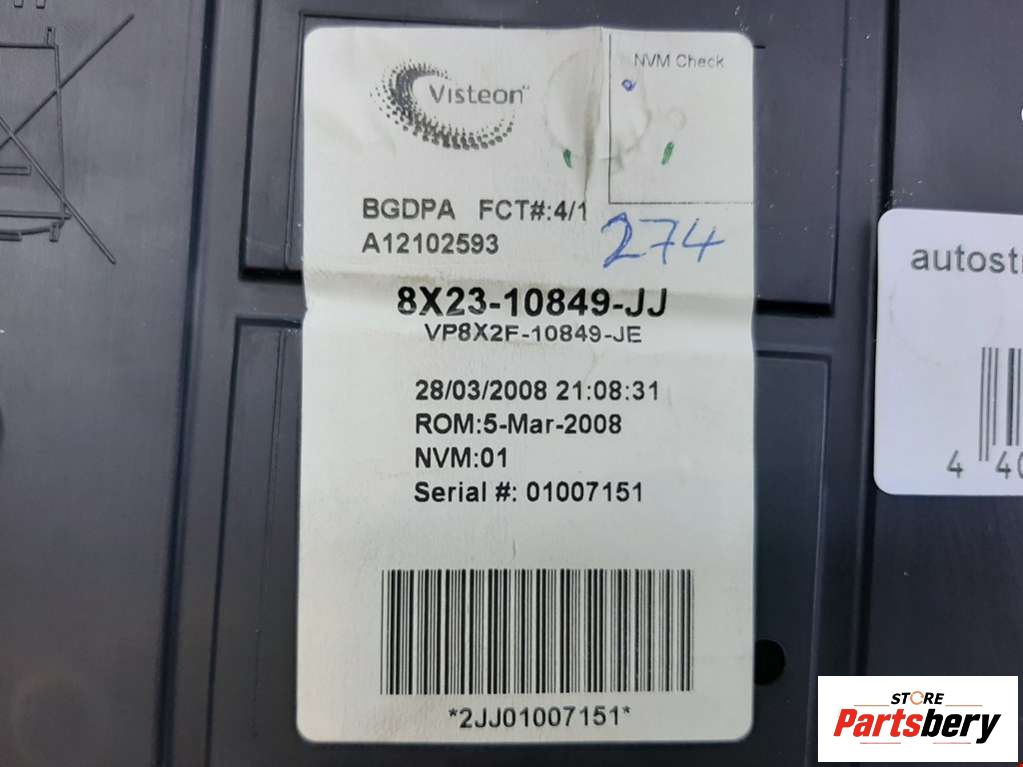 Visteon
NVM Check
BGDPA FCT#:4/1
A12102593
274
8X23-10849-JJ
VP8X2F-10849-JE
28/03/2008 21:08:31
ROM:5-Mar-2008
NVM:01
Serial #: 01007151
*2JJ01007151*
autost
4 40
STORE
Partsbery